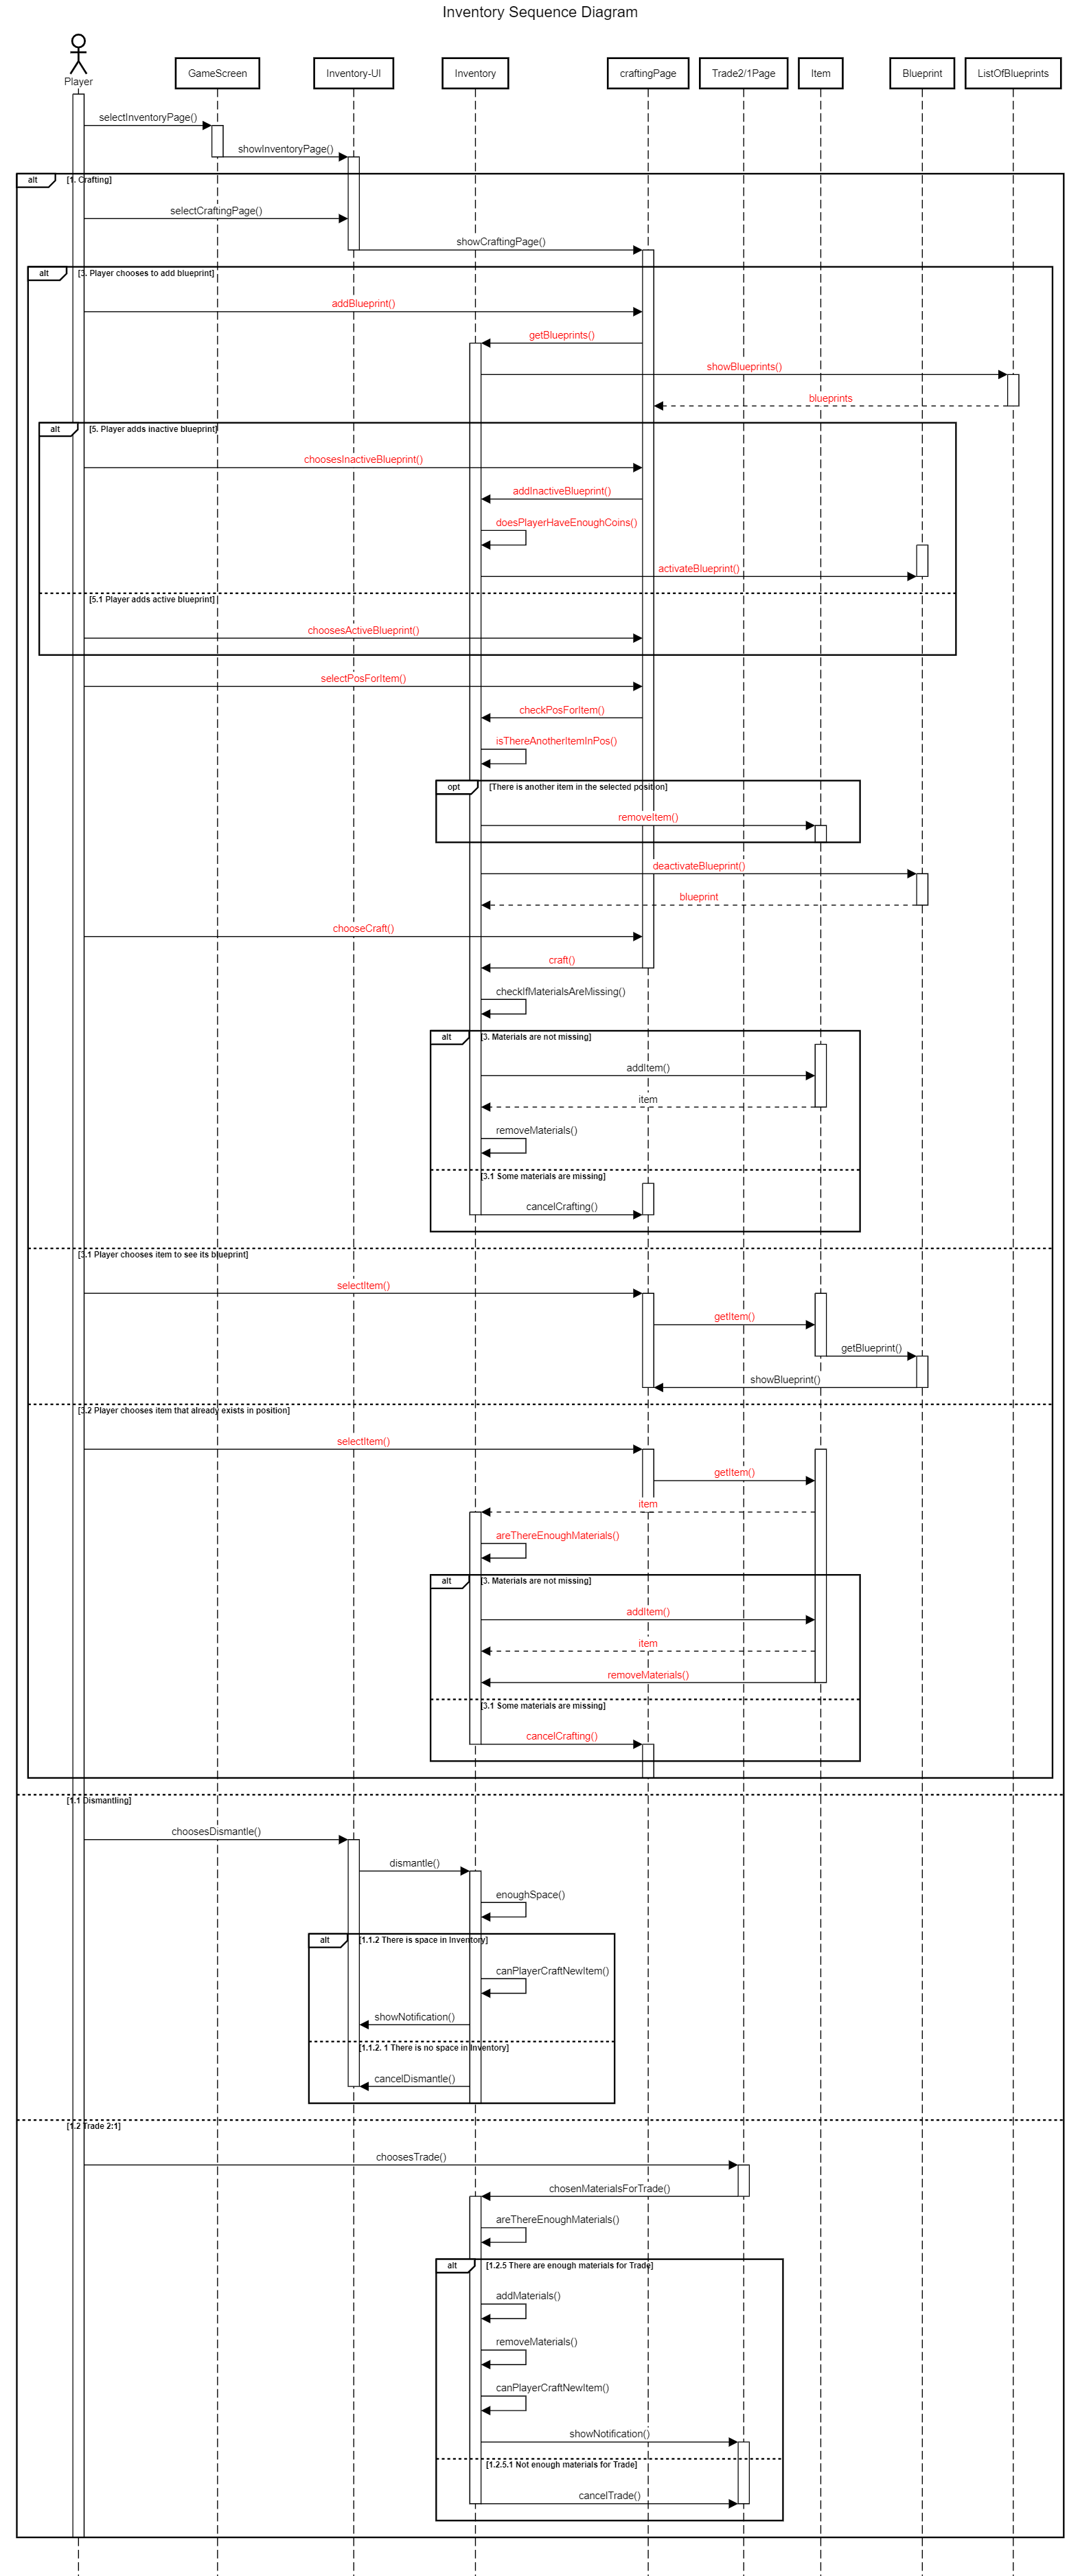 Inventory Sequence Diagram
Player
GameScreen
Inventory-UI
Inventory
craftingPage
Trade2/1Page
Item
Blueprint
ListOfBlueprints
selectInventoryPage()
showInventoryPage()
alt
[1. Crafting]
selectCraftingPage()
showCraftingPage()
alt
[3. Player chooses to add blueprint]
addBlueprint()
getBlueprints()
showBlueprints()
blueprints
alt
[5. Player adds inactive blueprint]
choosesInactiveBlueprint()
addInactiveBlueprint()
doesPlayerHaveEnoughCoins()
activateBlueprint()
[5.1 Player adds active blueprint]
choosesActiveBlueprint()
selectPosForItem()
checkPosForItem()
isThereAnotherItemInPos()
opt
[There is another item in the selected position]
removeItem()
deactivateBlueprint()
blueprint
chooseCraft()
craft()
checkIfMaterialsAreMissing()
alt
[3. Materials are not missing]
addItem()
item
removeMaterials()
[3.1 Some materials are missing]
cancelCrafting()
[3.1 Player chooses item to see its blueprint]
selectItem()
getItem()
getBlueprint()
showBlueprint()
[3.2 Player chooses item that already exists in position]
selectItem()
getItem()
item
areThereEnoughMaterials()
alt
[3. Materials are not missing]
addItem()
item
removeMaterials()
[3.1 Some materials are missing]
cancelCrafting()
[1.1 Dismantling]
choosesDismantle()
dismantle()
enoughSpace()
alt
[1.1.2 There is space in Inventory]
canPlayerCraftNewItem()
showNotification()
[1.1.2. 1 There is no space in Inventory]
cancelDismantle()
[1.2 Trade 2:1]
choosesTrade()
chosenMaterialsForTrade()
areThereEnoughMaterials()
alt
[1.2.5 There are enough materials for Trade]
addMaterials()
removeMaterials()
canPlayerCraftNewItem()
showNotification()
[1.2.5.1 Not enough materials for Trade]
cancelTrade()